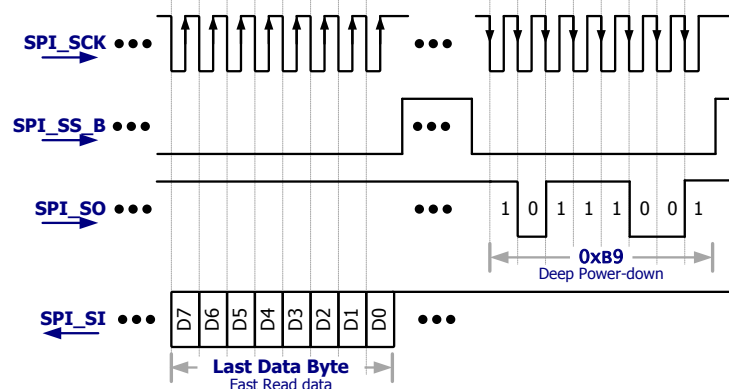 SPI_SCK ••• •••
SPI_SS_B ••• •••
SPI_SO ••• ••• 1 0 1 1 1 0 0 1
0xB9
Deep Power-down
SPI_SI ••• D7 D6 D5 D4 D3 D2 D1 D0 •••
Last Data Byte
Fast Read data